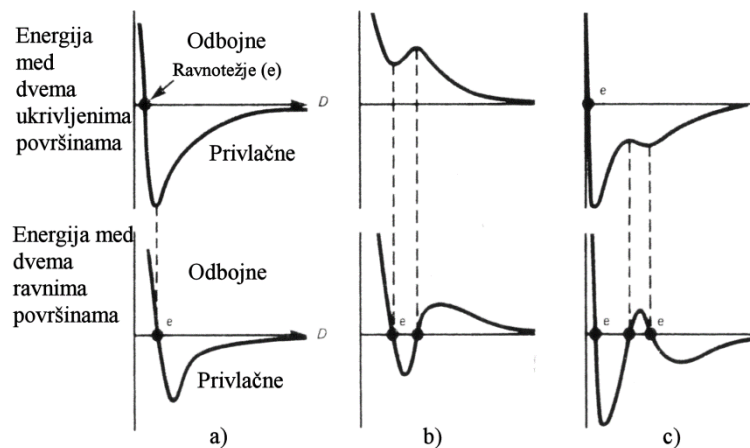 Energija
med
dvema
ukrivljenima
površinama
Odbojne
Ravnotežje (e)
D
Privlačne
e
Energija med
dvema
ravnima
površinama
Odbojne
e
D
Privlačne
e
e
e
a)
b)
c)